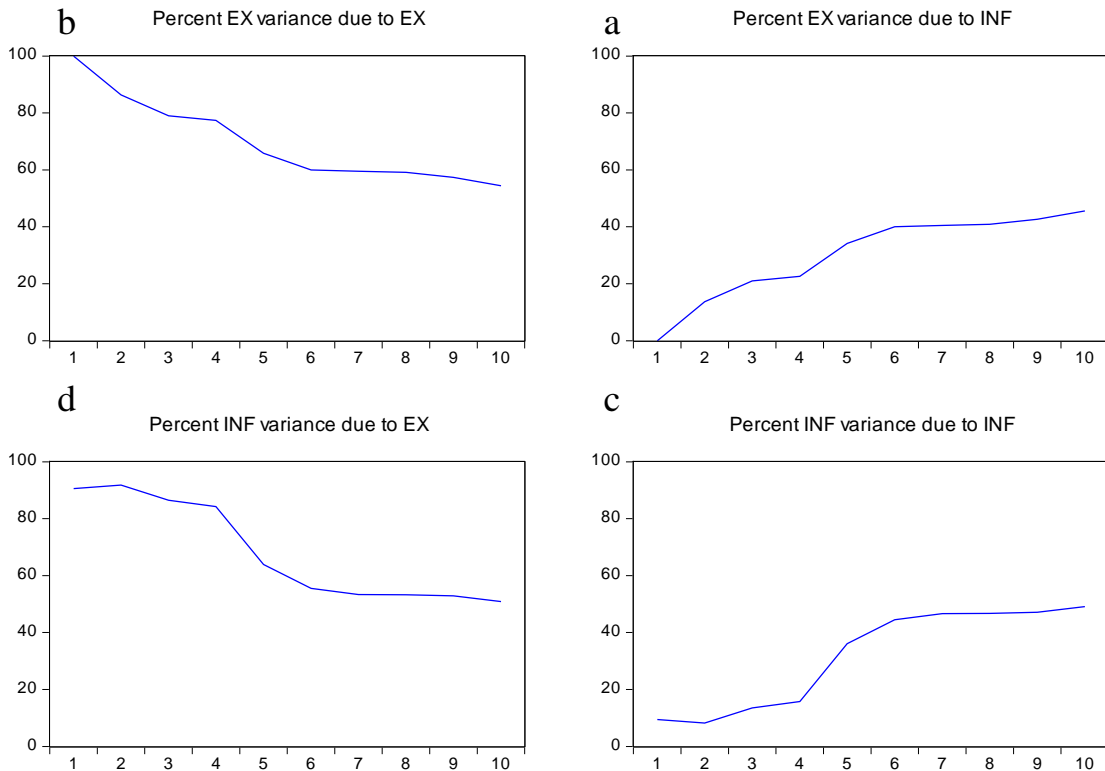 b
Percent EX variance due to EX
100
80
60
40
20
0
1 2 3 4 5 6 7 8 9 10
a
Percent EX variance due to INF
100
80
60
40
20
0
1 2 3 4 5 6 7 8 9 10
d
Percent INF variance due to EX
100
80
60
40
20
0
1 2 3 4 5 6 7 8 9 10
c
Percent INF variance due to INF
100
80
60
40
20
0
1 2 3 4 5 6 7 8 9 10